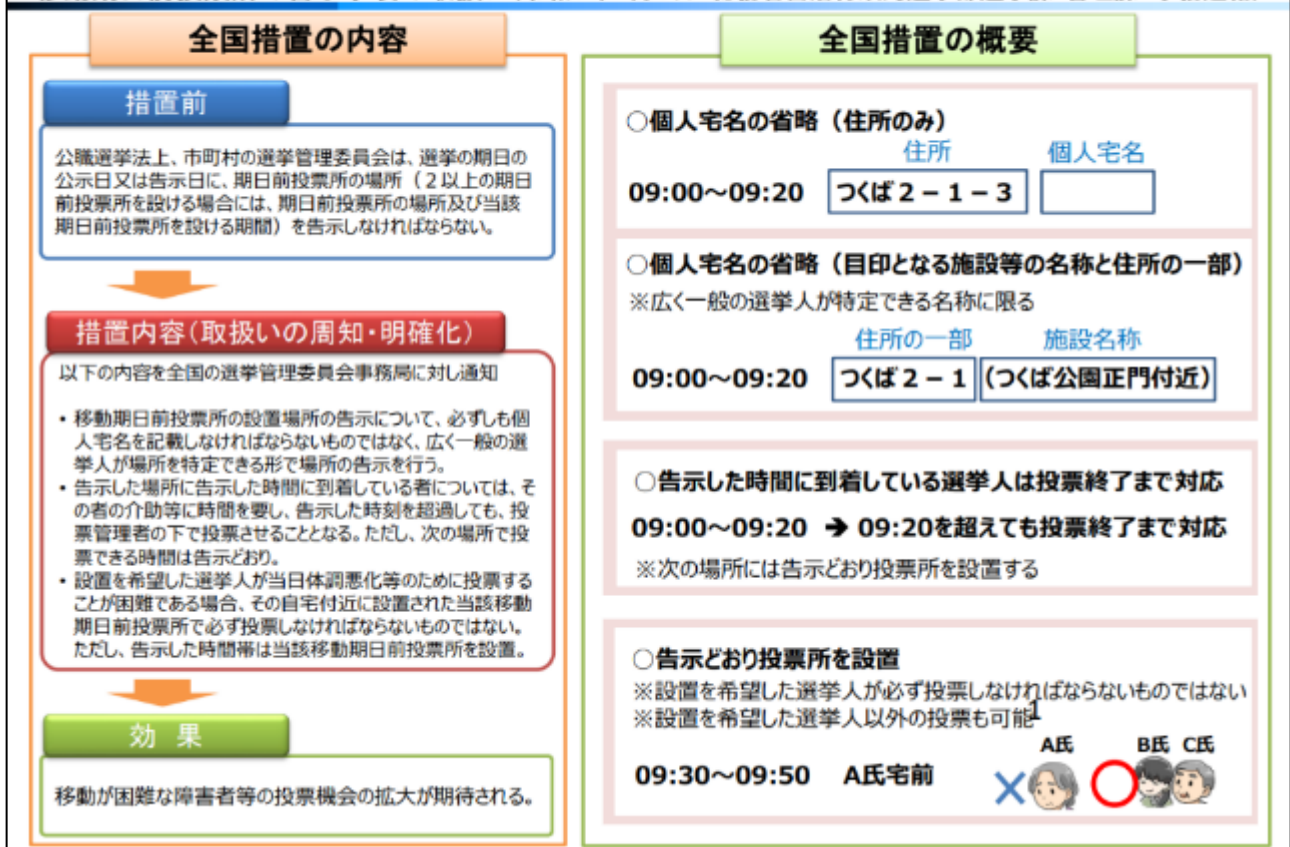 全国措置の内容
措置前
公職選挙法上、市町村の選挙管理委員会は、選挙の期日の
公示日又は告示日に、期日前投票所の場所（２以上の期日
前投票所を設ける場合には、期日前投票所の場所及び当該
期日前投票所を設ける期間）を告示しなければならない。
措置内容（取扱いの周知・明確化）
以下の内容を全国の選挙管理委員会事務局に対し通知
・移動期日前投票所の設置場所の告示について、必ずしも個
人宅名を記載しなければならないものではなく、広く一般の選
挙人が場所を特定できる形で場所の告示を行う。
・告示した場所に告示した時間に到着している者については、そ
の者の介助等に時間を要し、告示した時刻を超過しても、投
票管理者の下で投票させることとなる。ただし、次の場所で投
票できる時間は告示どおり。
・設置を希望した選挙人が当日体調悪化等のために投票する
ことが困難である場合、その自宅付近に設置された当該移動
期日前投票所で必ず投票しなければならないものではない。
ただし、告示した時間帯は当該移動期日前投票所を設置。
効 果
移動が困難な障害者等の投票機会の拡大が期待される。
全国措置の概要
○個人宅名の省略（住所のみ）
住所 個人宅名
09:00～09:20 つくば２－１－３
○個人宅名の省略（目印となる施設等の名称と住所の一部）
※広く一般の選挙人が特定できる名称に限る
住所の一部 施設名称
09:00～09:20 つくば２－１ （つくば公園正門付近）
○告示した時間に到着している選挙人は投票終了まで対応
09:00～09:20 ➔ 09:20を超えても投票終了まで対応
※次の場所には告示どおり投票所を設置する
○告示どおり投票所を設置
※設置を希望した選挙人が必ず投票しなければならないものではない
※設置を希望した選挙人以外の投票も可能
1
A氏 B氏 C氏
09:30～09:50 A氏宅前